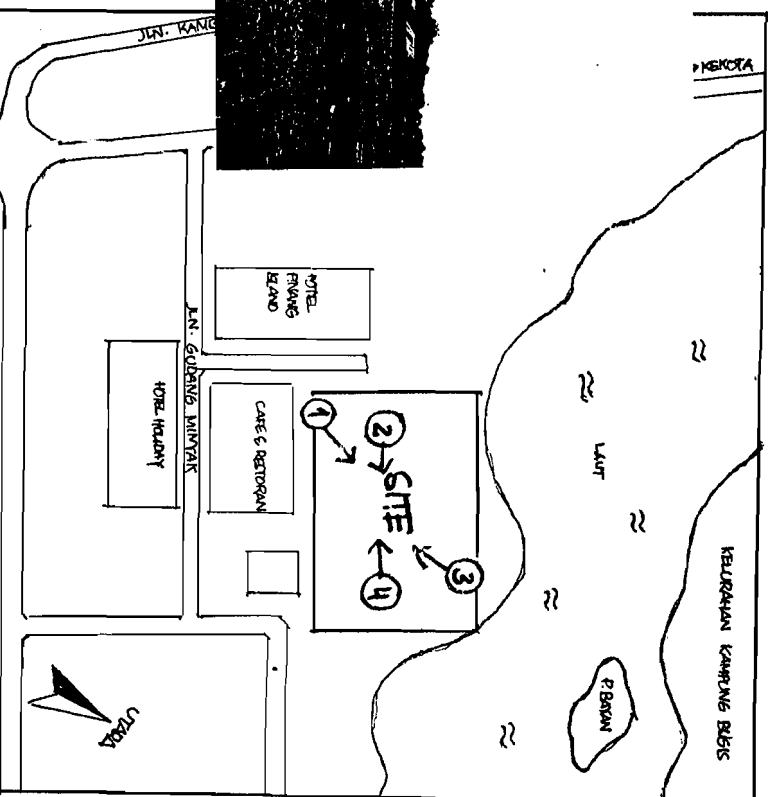 JLN. KANG
KEKOTA
HOTEL
PINANG
ISLAND
JLN. GUDANG MINYAK
HOTEL HOLIDAY
CAFE & RESTORAN
1
2
SITE
3
4
LAUT
KELURAHAN KAMPUNG BUGIS
P. BAYAN
UTARA